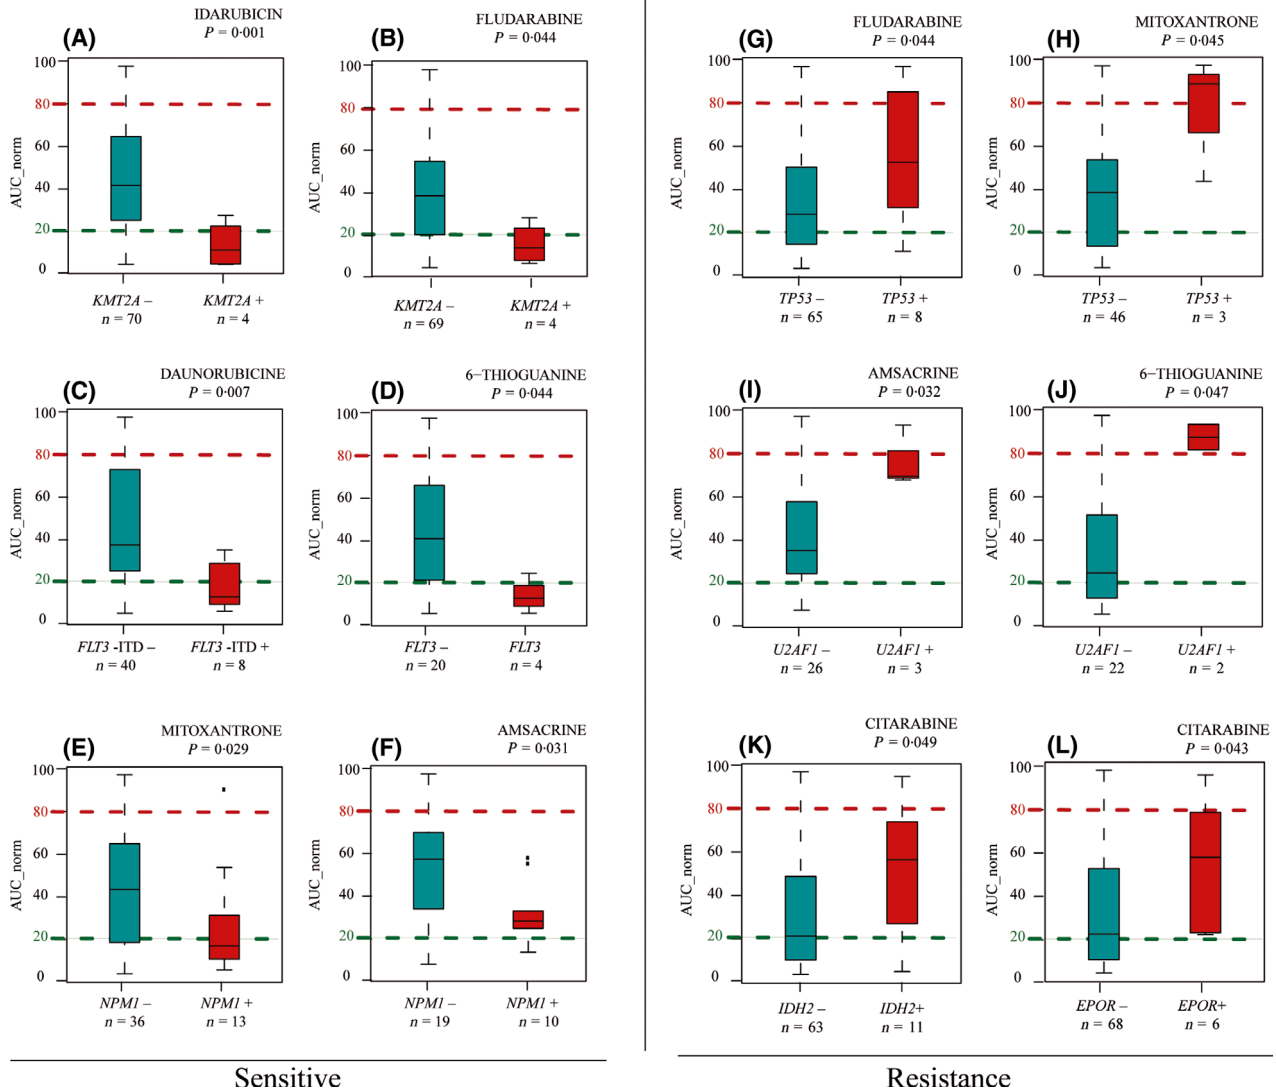 (A)
IDARUBICIN
P = 0·001
100
80
60
40
20
0
AUC_norm
KMT2A –
n = 70
KMT2A +
n = 4
(B)
FLUDARABINE
P = 0·044
100
80
60
40
20
0
AUC_norm
KMT2A –
n = 69
KMT2A +
n = 4
(C)
DAUNORUBICINE
P = 0·007
100
80
60
40
20
0
AUC_norm
FLT3 -ITD –
n = 40
FLT3 -ITD +
n = 8
(D)
6−THIOGUANINE
P = 0·044
100
80
60
40
20
0
AUC_norm
FLT3 –
n = 20
FLT3
n = 4
(E)
MITOXANTRONE
P = 0·029
100
80
60
40
20
0
AUC_norm
NPM1 –
n = 36
NPM1 +
n = 13
(F)
AMSACRINE
P = 0·031
100
80
60
40
20
0
AUC_norm
NPM1 –
n = 19
NPM1 +
n = 10
Sensitive
(G)
FLUDARABINE
P = 0·044
100
80
60
40
20
0
AUC_norm
TP53 –
n = 65
TP53 +
n = 8
(H)
MITOXANTRONE
P = 0·045
100
80
60
40
20
0
AUC_norm
TP53 –
n = 46
TP53 +
n = 3
(I)
AMSACRINE
P = 0·032
100
80
60
40
20
0
AUC_norm
U2AF1 –
n = 26
U2AF1 +
n = 3
(J)
6−THIOGUANINE
P = 0·047
100
80
60
40
20
0
AUC_norm
U2AF1 –
n = 22
U2AF1 +
n = 2
(K)
CITARABINE
P = 0·049
100
80
60
40
20
0
AUC_norm
IDH2 –
n = 63
IDH2+
n = 11
(L)
CITARABINE
P = 0·043
100
80
60
40
20
0
AUC_norm
EPOR –
n = 68
EPOR+
n = 6
Resistance